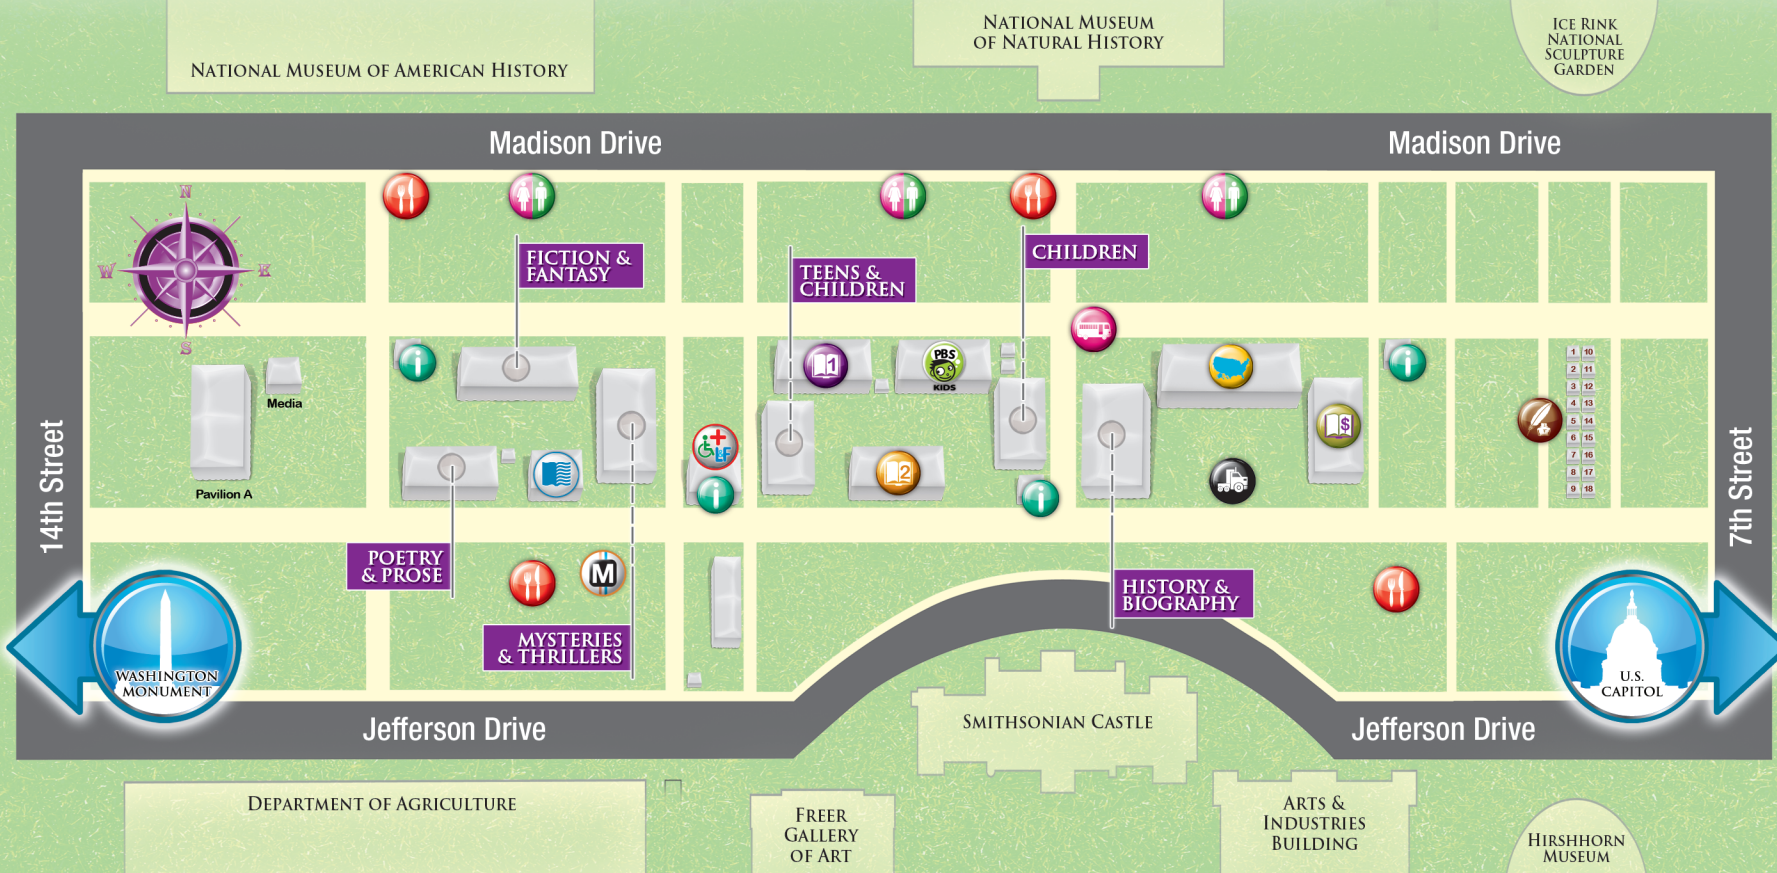 NATIONAL MUSEUM OF AMERICAN HISTORY
NATIONAL MUSEUM
OF NATURAL HISTORY
ICE RINK
NATIONAL
SCULPTURE
GARDEN
Madison Drive
Madison Drive
N
W
E
S
FICTION &
FANTASY
TEENS &
CHILDREN
CHILDREN
Media
Pavilion A
i
1
PBS
KIDS
i
$
2
LF
i
i
1 10
2 11
3 12
4 13
5 14
6 15
7 16
8 17
9 18
14th Street
7th Street
POETRY
& PROSE
M
MYSTERIES
& THRILLERS
HISTORY &
BIOGRAPHY
WASHINGTON
MONUMENT
U.S.
CAPITOL
Jefferson Drive
SMITHSONIAN CASTLE
Jefferson Drive
DEPARTMENT OF AGRICULTURE
FREER
GALLERY
OF ART
ARTS &
INDUSTRIES
BUILDING
HIRSHHORN
MUSEUM